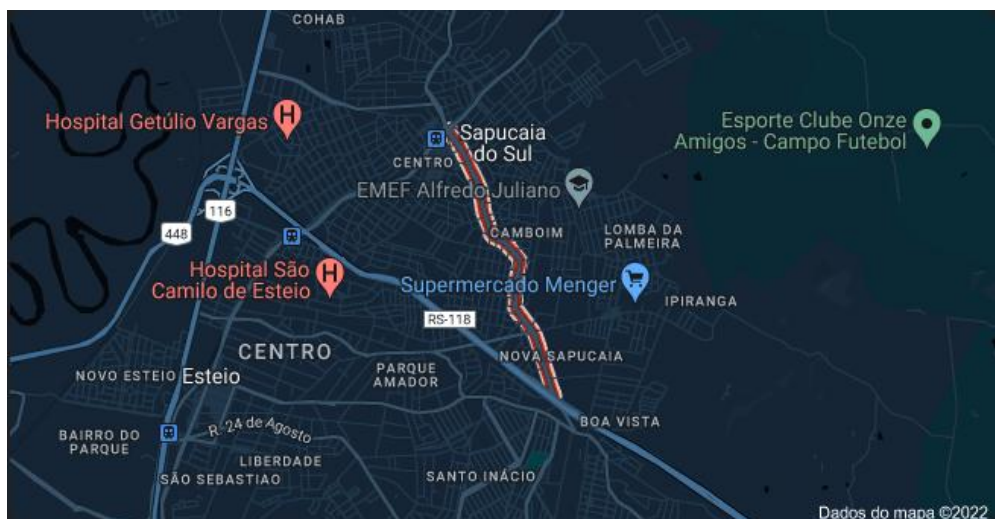 COHAB
Hospital Getúlio Vargas
H
Sapucaia
do Sul
CENTRO
Esporte Clube Onze
Amigos - Campo Futebol
EMEF Alfredo Juliano
116
448
CAMBOIM
LOMBA DA
PALMEIRA
Hospital São
Camilo de Esteio
H
Supermercado Menger
IPIRANGA
RS-118
CENTRO
NOVA SAPUCAIA
PARQUE
AMADOR
NOVO ESTEIO
Esteio
BOA VISTA
R. 24 de Agosto
BAIRRO DO
PARQUE
LIBERDADE
SÃO SEBASTIAO
SANTO INÁCIO
Dados do mapa ©2022